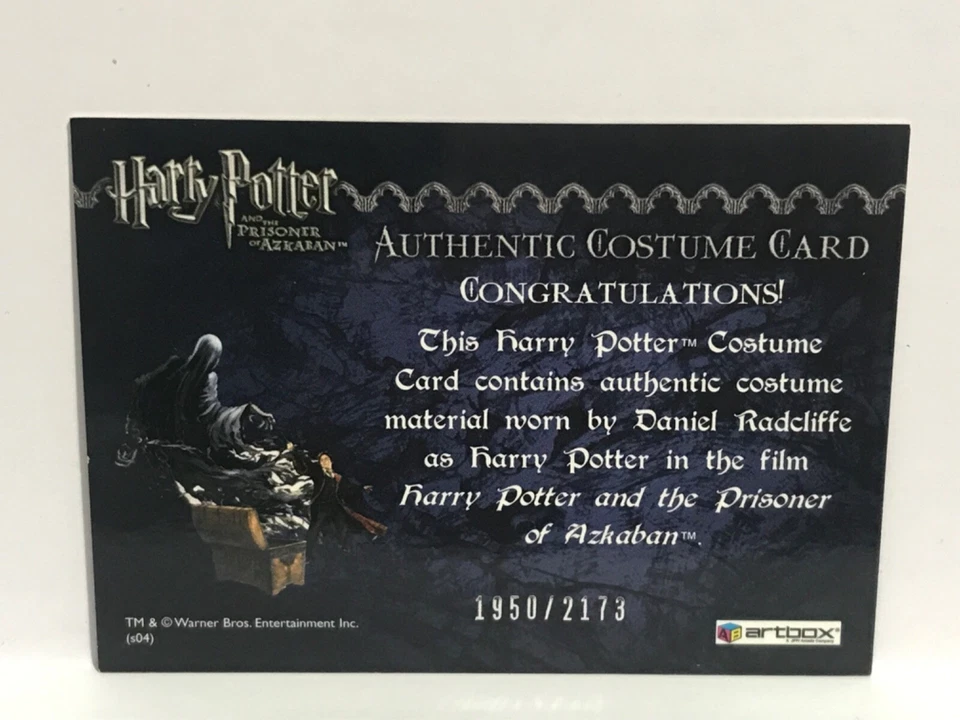 Harry Potter
AND THE
PRISONER
OF AZKABAN™
AUTHENTIC COSTUME CARD
CONGRATULATIONS!
This Harry Potter™ Costume
Card contains authentic costume
material worn by Daniel Radcliffe
as Harry Potter in the film
Harry Potter and the Prisoner
of Azkaban™.
1950/2173
TM & © Warner Bros. Entertainment Inc.
(s04)
artbox®